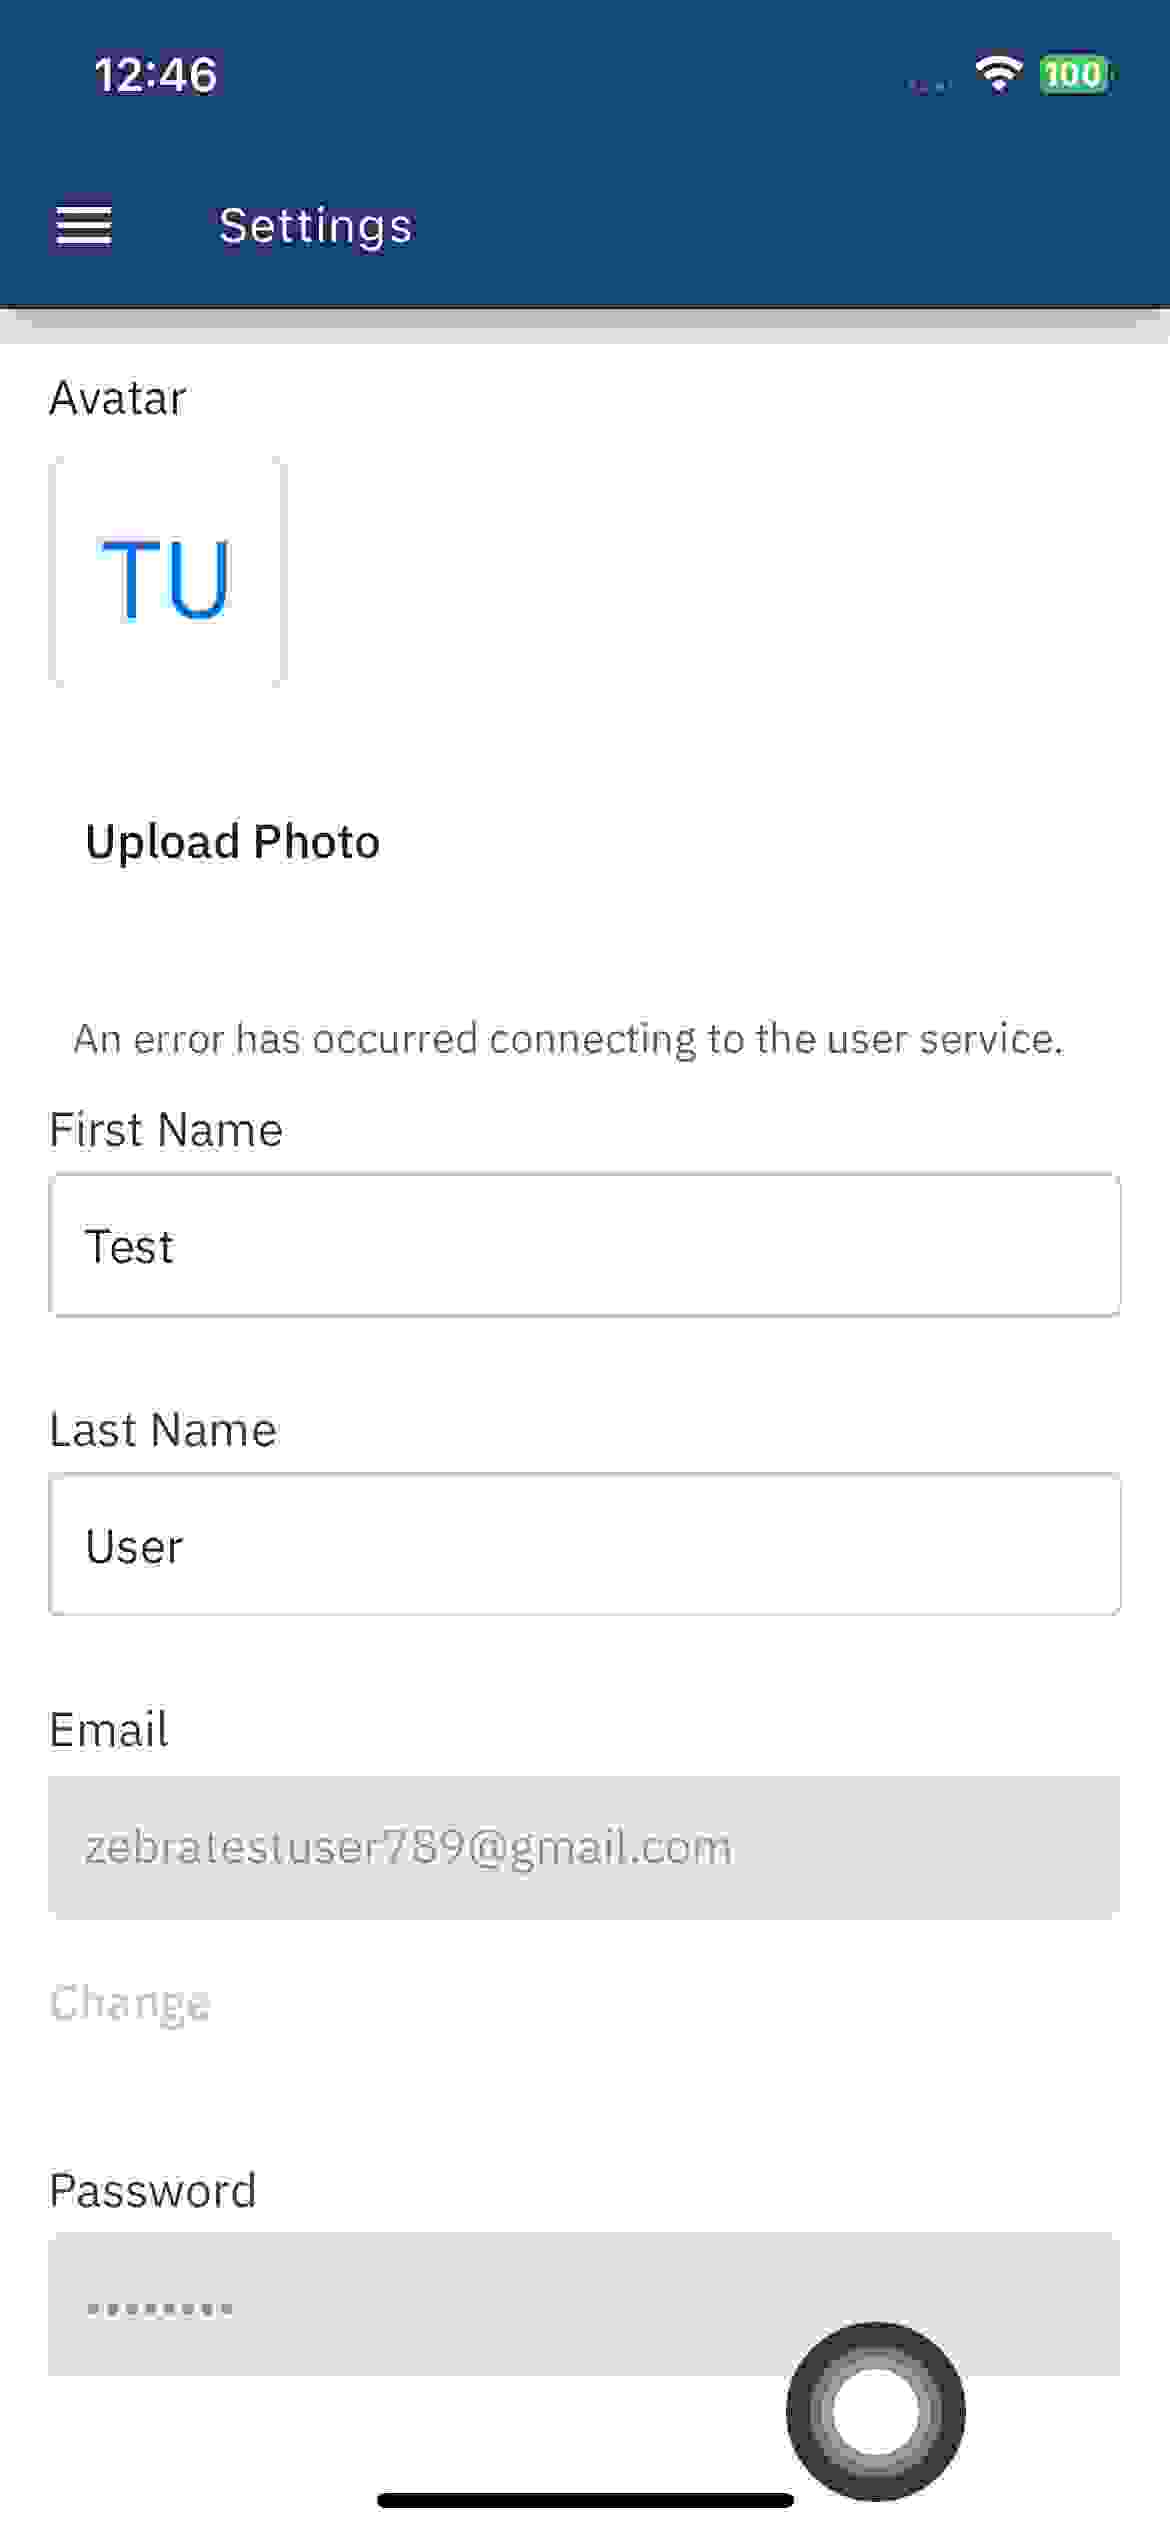 12:46
100
Settings
Avatar
TU
Upload Photo
An error has occurred connecting to the user service.
First Name
Test
Last Name
User
Email
zebratestuser789@gmail.com
Change
Password
••••••••